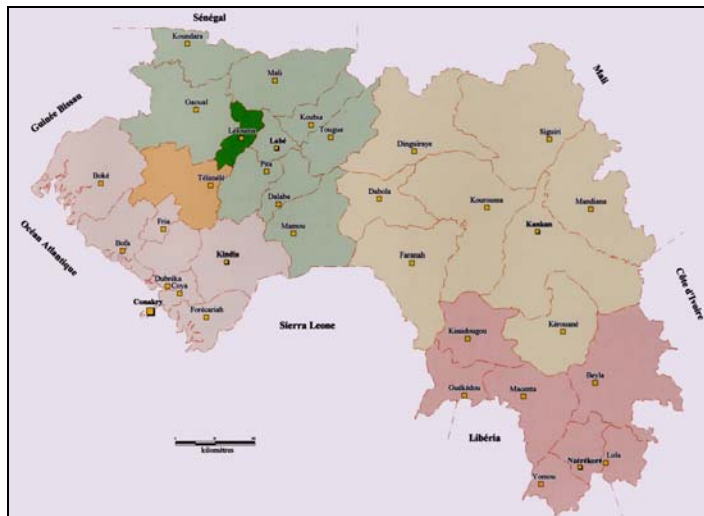 Sénégal
Koundara
Mali
Mali
Gaoual
Guinée Bissau
Koubia
Lélouma
Tougue
Labé
Siguiri
Dinguiraye
Pita
Boké
Télimélé
Dabola
Dalaba
Kourouma
Mandiana
Fria
Mamou
Kankan
Océan Atlantique
Boffa
Kindia
Faranah
Dubréka
Coya
Côte d'Ivoire
Conakry
Forécariah
Sierra Leone
Kissidougou
Kérouané
Beyla
Guékédou
Macenta
Libéria
kilomètres
Nzérékoré
Lola
Yomou